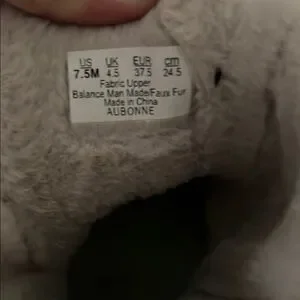 US UK EUR cm
7.5M 4.5 37.5 24.5
Fabric Upper
Balance Man Made/Faux Fur
Made in China
AUBONNE